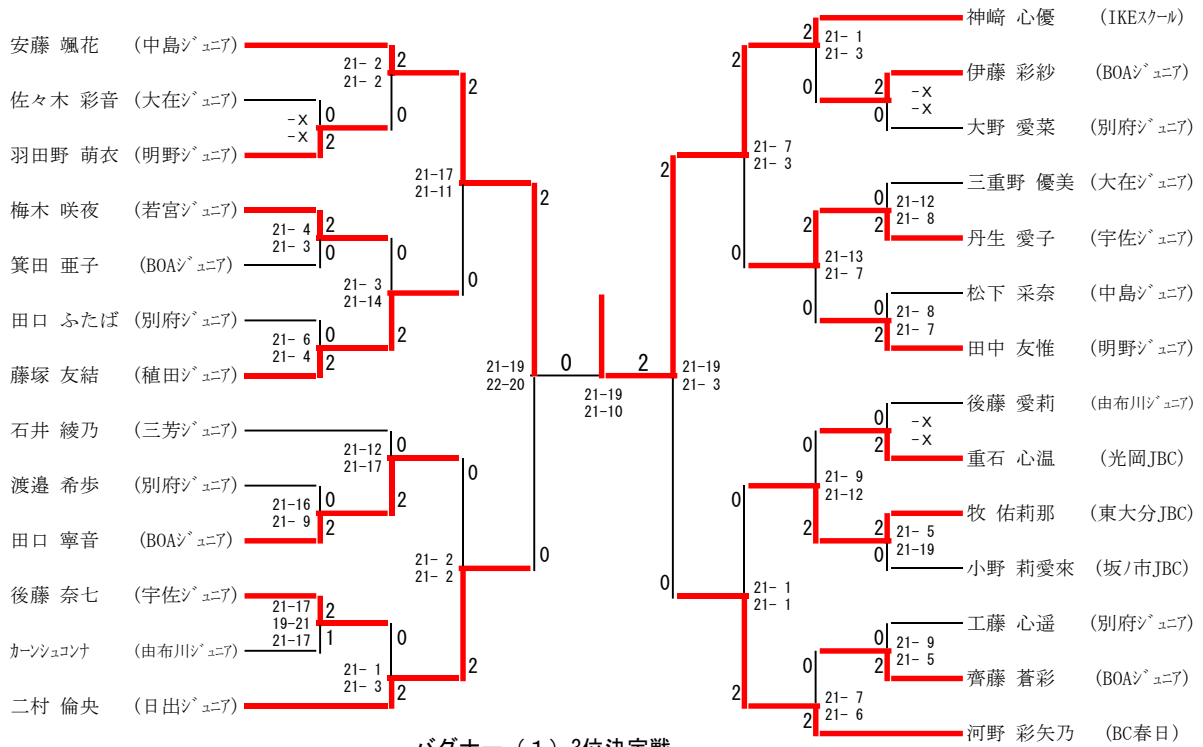 安藤 颯花 (中島ジュニア)
佐々木 彩音 (大在ジュニア)
羽田野 萌衣 (明野ジュニア)
梅木 咲夜 (若宮ジュニア)
箕田 亜子 (BOAジュニア)
田口 ふたば (別府ジュニア)
藤塚 友結 (稙田ジュニア)
石井 綾乃 (三芳ジュニア)
渡邉 希歩 (別府ジュニア)
田口 寧音 (BOAジュニア)
後藤 奈七 (宇佐ジュニア)
カーンシュコンナ (由布川ジュニア)
二村 倫央 (日出ジュニア)
21- 2 2
21- 2
0
-X 0
-X 2
2
21-17
21-11
0
21- 4 2
21- 3 0
0
21- 3
21-14
2
21- 6 0
21- 4 2
2
21-19
22-20
0
0
21-12 0
21-17
2
21-16 0
21- 9 2
0
21- 2
21- 2
2
21-17 2
19-21
21-17 1
0
21- 1
21- 3 2
0 2
21-19
21-10
神﨑 心優 (IKEスクール)
伊藤 彩紗 (BOAジュニア)
大野 愛菜 (別府ジュニア)
三重野 優美 (大在ジュニア)
丹生 愛子 (宇佐ジュニア)
松下 采奈 (中島ジュニア)
田中 友惟 (明野ジュニア)
後藤 愛莉 (由布川ジュニア)
重石 心温 (光岡JBC)
牧 佑莉那 (東大分JBC)
小野 莉愛來 (坂ノ市JBC)
工藤 心遥 (別府ジュニア)
齊藤 蒼彩 (BOAジュニア)
河野 彩矢乃 (BC春日)
2 21- 1
21- 3
0
2 -X
0 -X
2
21- 7
21- 3
0
0 21-12
2 21- 8
2
21-13
21- 7
0
0 21- 8
2 21- 7
2
21-19
21- 3
0
0 -X
2 -X
0
21- 9
21-12
2
2 21- 5
0 21-19
0
21- 1
21- 1
2
0 21- 9
2 21- 5
0
21- 7
2 21- 6
バグナー(1) 3位決定戦